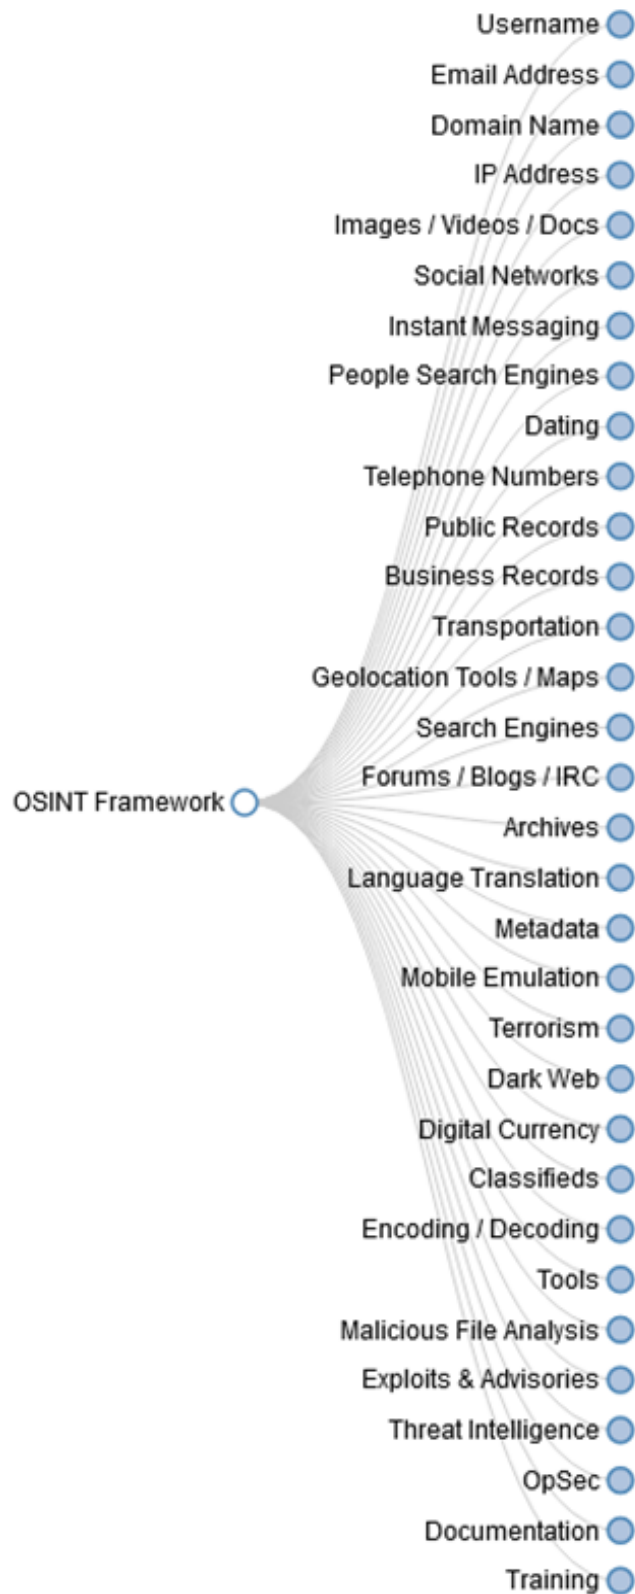 Username
Email Address
Domain Name
IP Address
Images / Videos / Docs
Social Networks
Instant Messaging
People Search Engines
Dating
Telephone Numbers
Public Records
Business Records
Transportation
Geolocation Tools / Maps
Search Engines
Forums / Blogs / IRC
OSINT Framework
Archives
Language Translation
Metadata
Mobile Emulation
Terrorism
Dark Web
Digital Currency
Classifieds
Encoding / Decoding
Tools
Malicious File Analysis
Exploits & Advisories
Threat Intelligence
OpSec
Documentation
Training